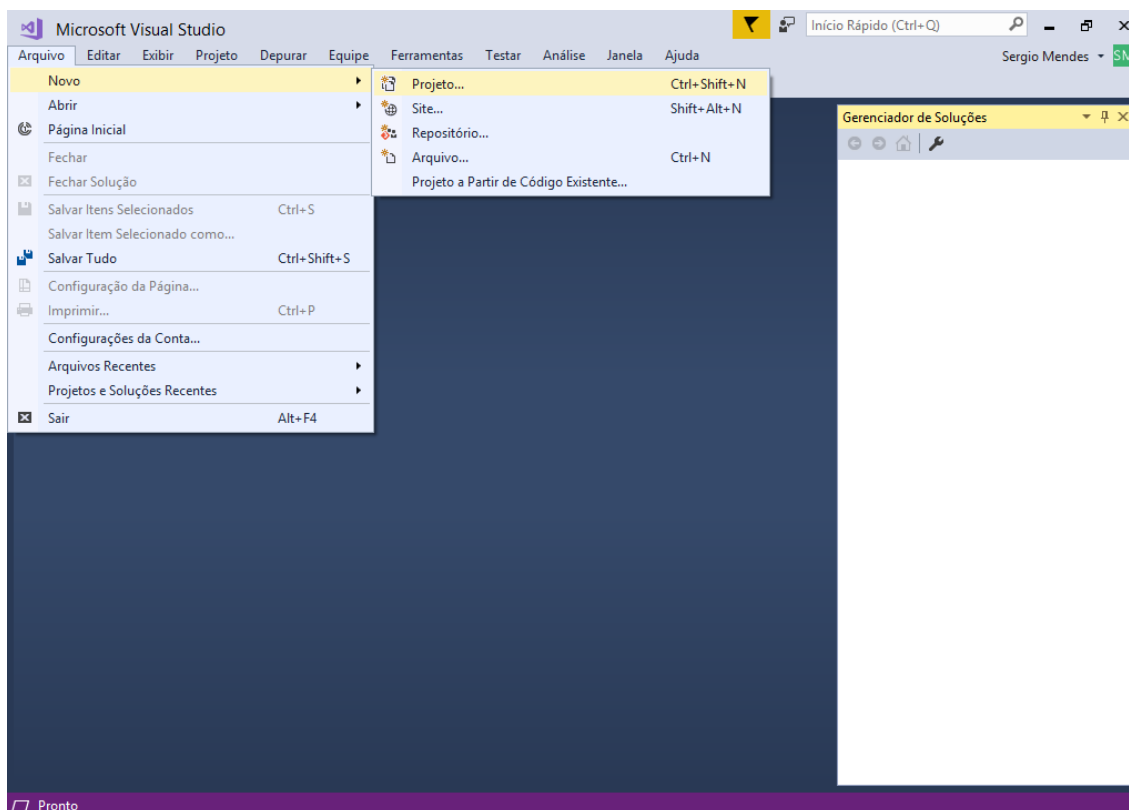 Microsoft Visual Studio
Início Rápido (Ctrl+Q)
Arquivo Editar Exibir Projeto Depurar Equipe Ferramentas Testar Análise Janela Ajuda
Sergio Mendes SN
Novo
Abrir
Página Inicial
Fechar
Fechar Solução
Salvar Itens Selecionados Ctrl+S
Salvar Item Selecionado como...
Salvar Tudo Ctrl+Shift+S
Configuração da Página...
Imprimir... Ctrl+P
Configurações da Conta...
Arquivos Recentes
Projetos e Soluções Recentes
Sair Alt+F4
Projeto... Ctrl+Shift+N
Site... Shift+Alt+N
Repositório...
Arquivo... Ctrl+N
Projeto a Partir de Código Existente...
Gerenciador de Soluções
Pronto